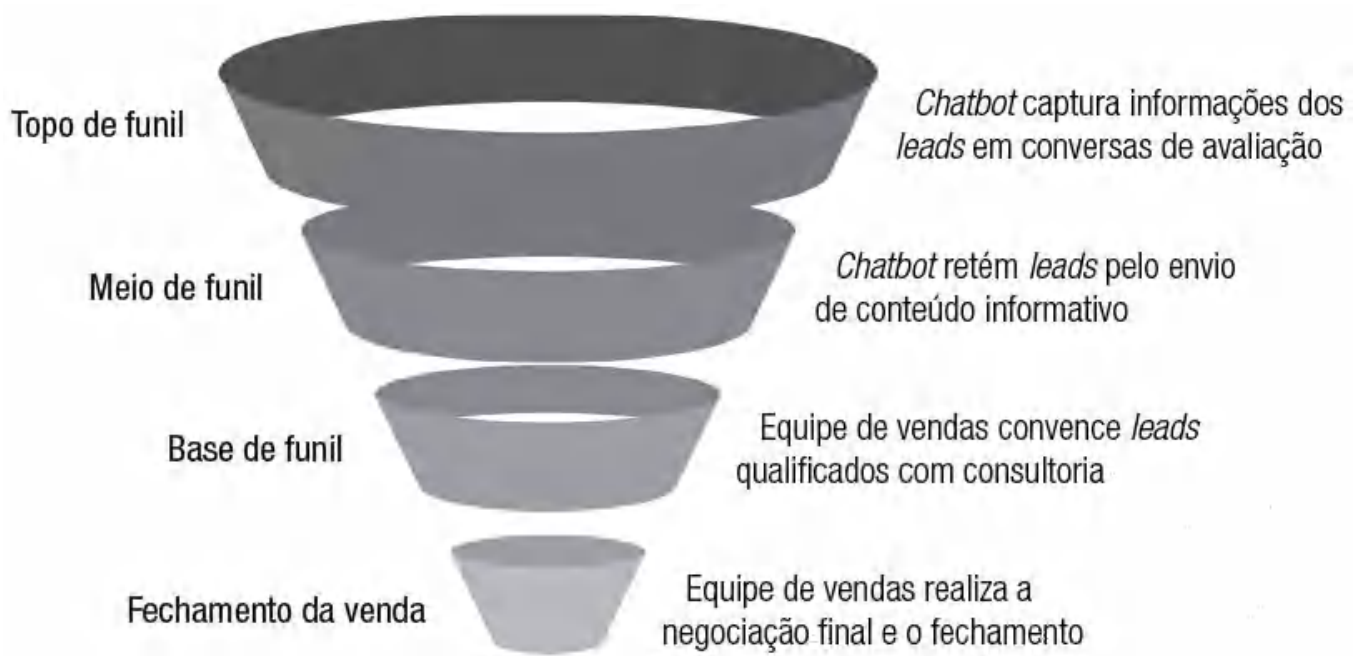 Topo de funil
Chatbot captura informações dos
leads em conversas de avaliação
Meio de funil
Chatbot retém leads pelo envio
de conteúdo informativo
Base de funil
Equipe de vendas convence leads
qualificados com consultoria
Fechamento da venda
Equipe de vendas realiza a
negociação final e o fechamento